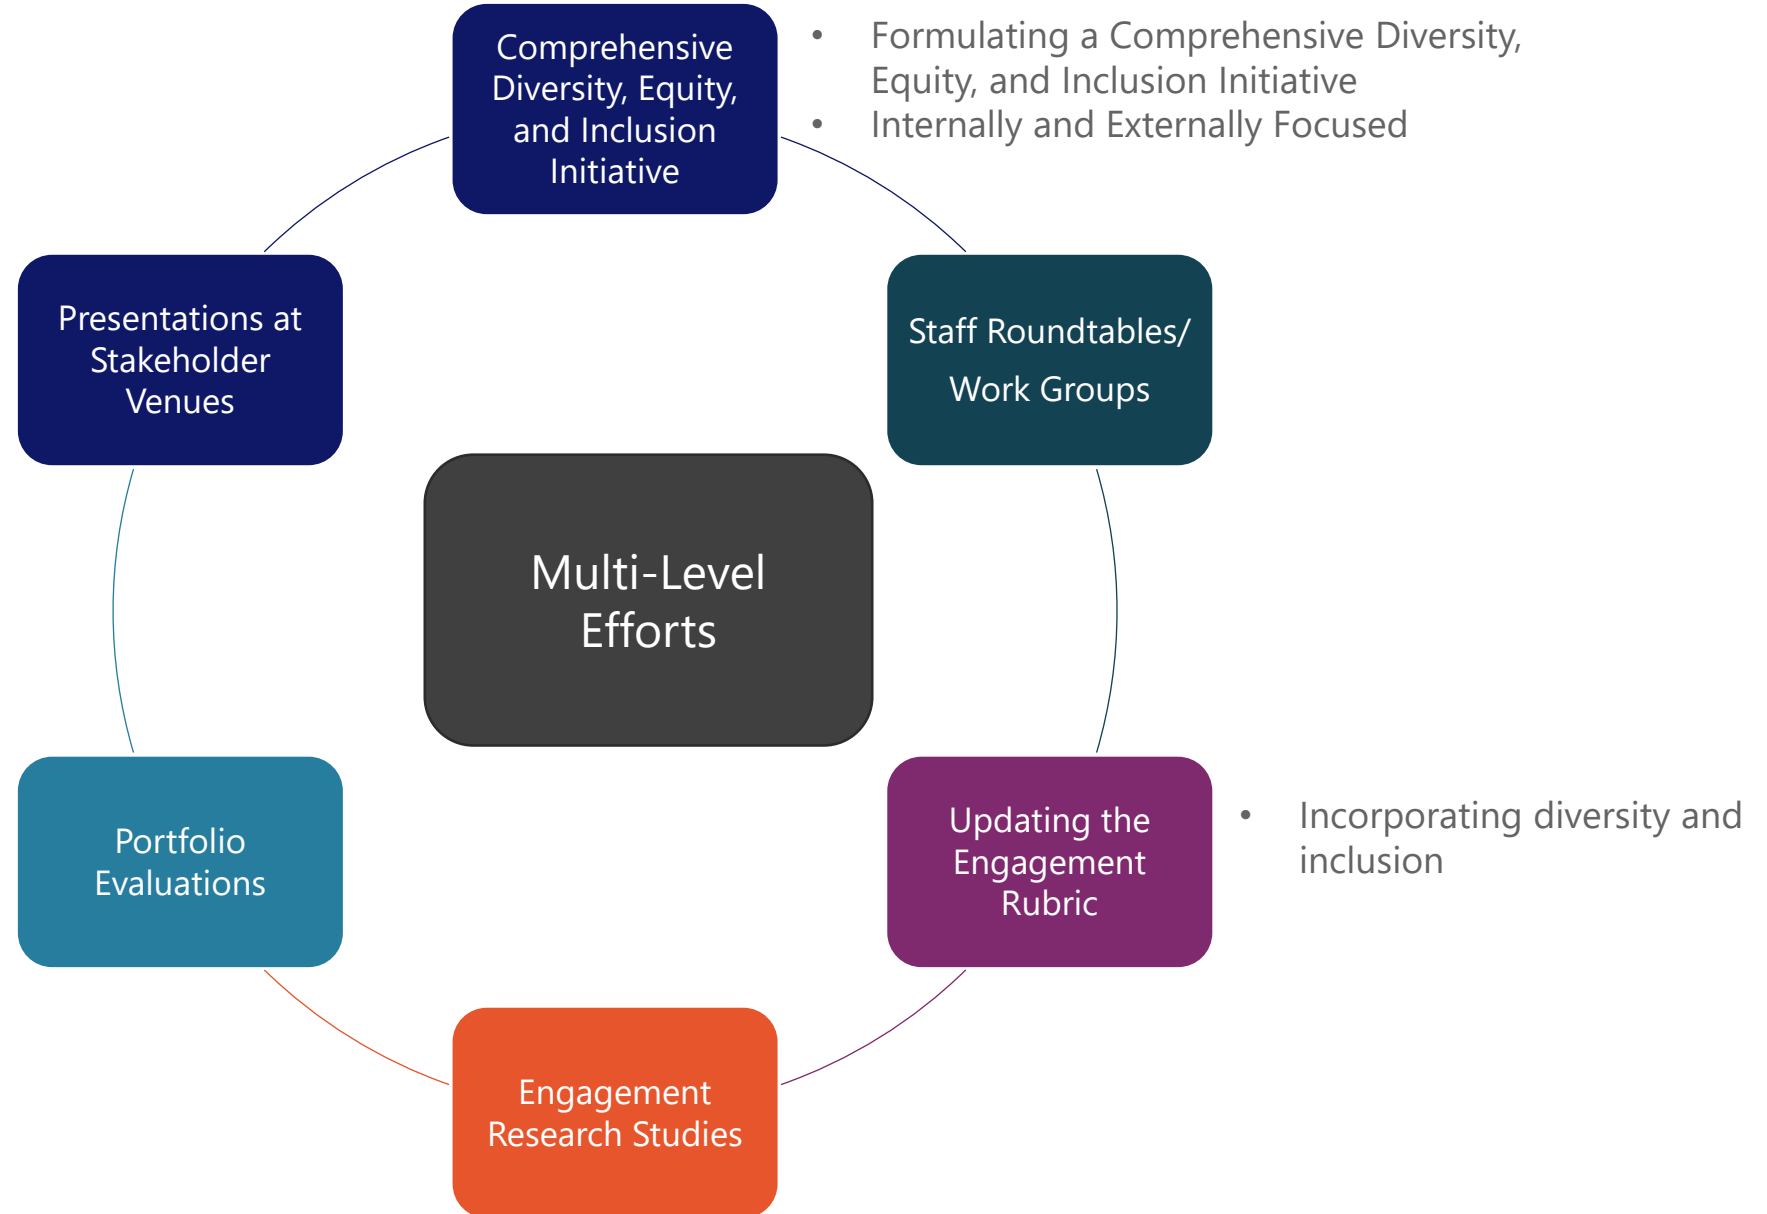 Comprehensive
Diversity, Equity,
and Inclusion
Initiative
• Formulating a Comprehensive Diversity,
Equity, and Inclusion Initiative
• Internally and Externally Focused
Presentations at
Stakeholder
Venues
Staff Roundtables/
Work Groups
Multi-Level
Efforts
Portfolio
Evaluations
Updating the
Engagement
Rubric
• Incorporating diversity and
inclusion
Engagement
Research Studies